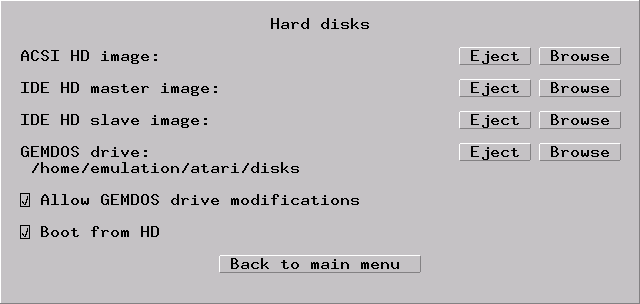 Hard disks
ACSI HD image: Eject Browse
IDE HD master image: Eject Browse
IDE HD slave image: Eject Browse
GEMDOS drive: Eject Browse
/home/emulation/atari/disks
Allow GEMDOS drive modifications
Boot from HD
Back to main menu